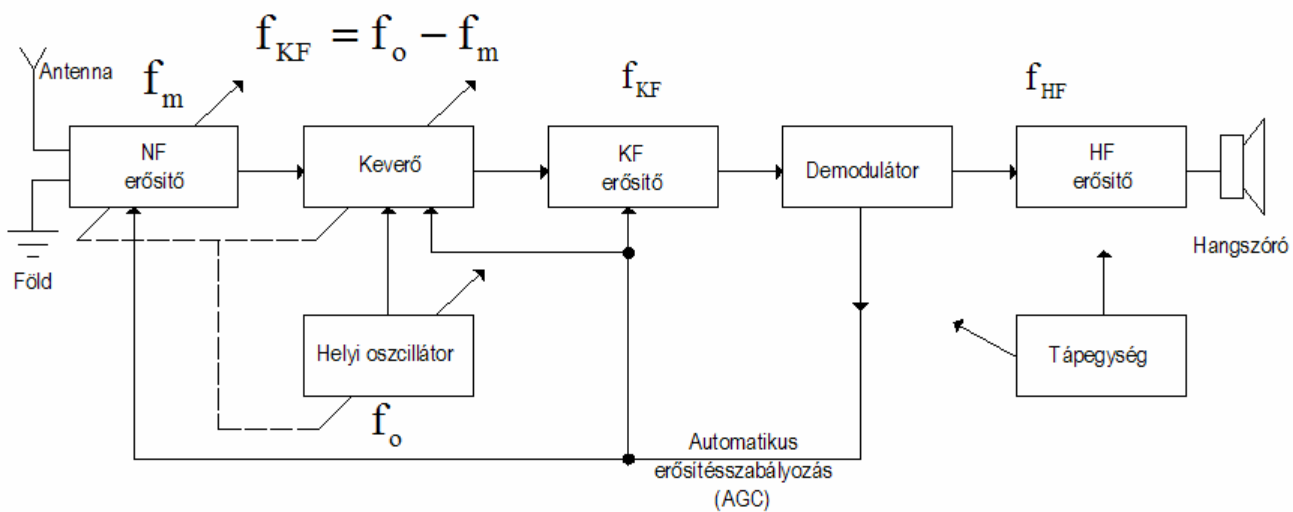 f_KF = f_o - f_m
Antenna
f_m
f_KF
f_HF
NF
erősítő
Keverő
KF
erősítő
Demodulátor
HF
erősítő
Hangszóró
Föld
Helyi oszcillátor
Tápegység
f_o
Automatikus
erősítésszabályozás
(AGC)